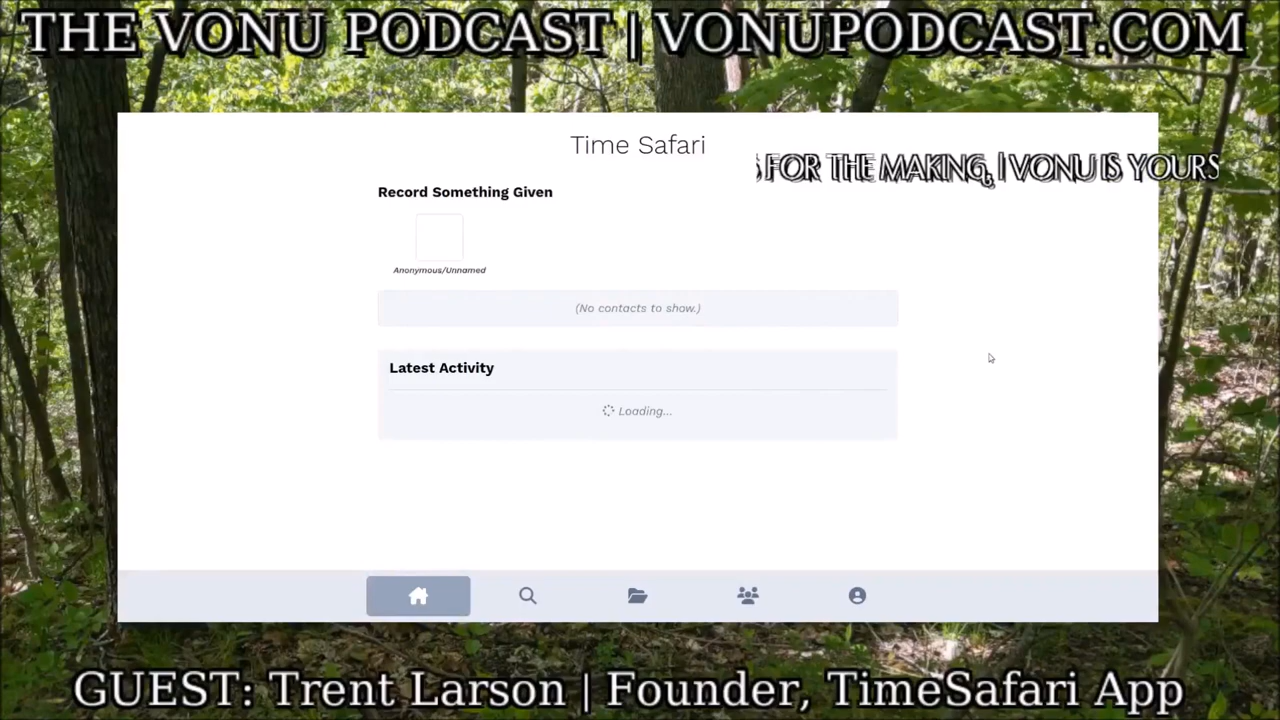 THE VONU PODCAST | VONUPODCAST.COM
Time Safari
FOR THE MAKING, | VONU IS YOURS
Record Something Given
Anonymous/Unnamed
(No contacts to show.)
Latest Activity
Loading...
GUEST: Trent Larson | Founder, TimeSafari App